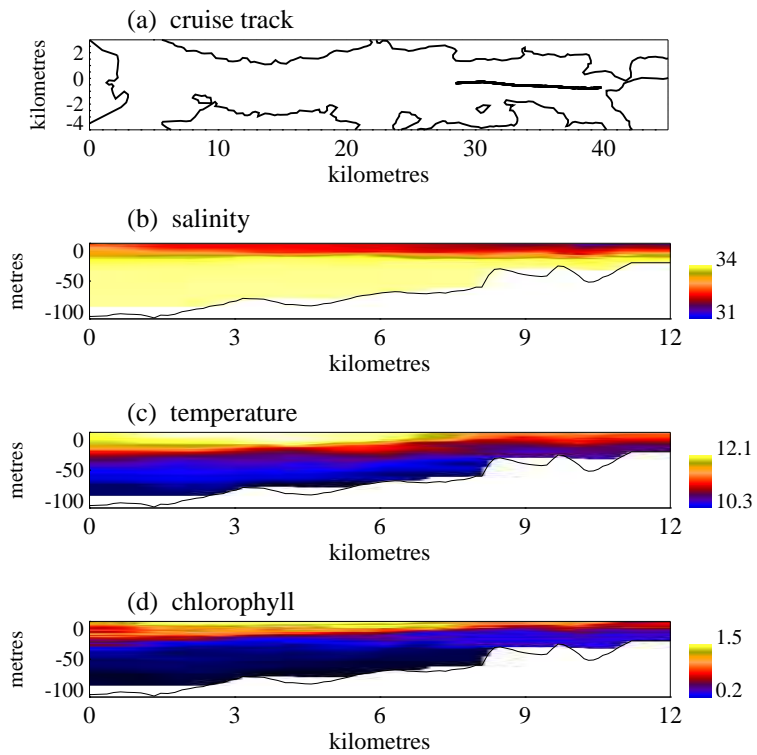 (a) cruise track
kilometres
2
0
-2
-4
0 10 20 30 40
kilometres
(b) salinity
metres
0
-50
-100
34
31
0 3 6 9 12
kilometres
(c) temperature
metres
0
-50
-100
12.1
10.3
0 3 6 9 12
kilometres
(d) chlorophyll
metres
0
-50
-100
1.5
0.2
0 3 6 9 12
kilometres